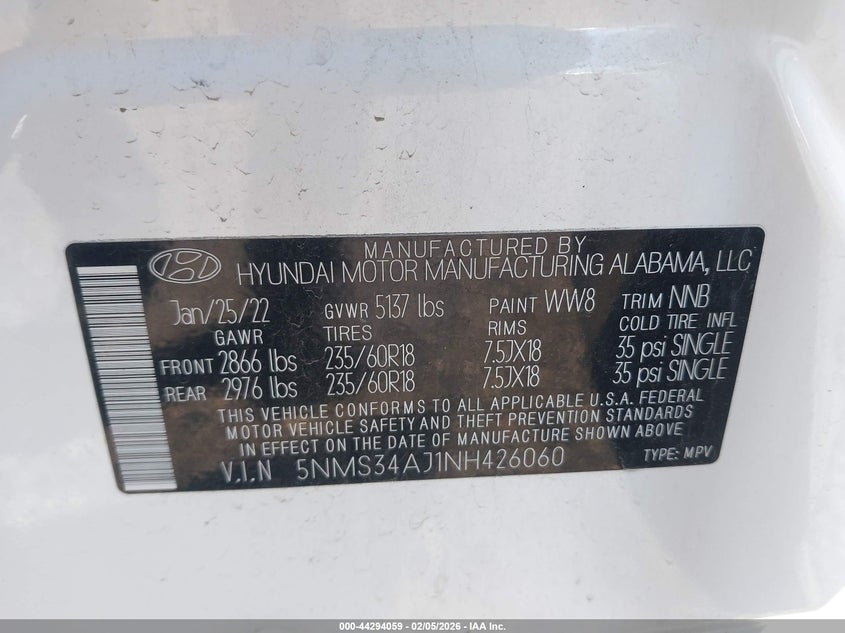 MANUFACTURED BY
HYUNDAI MOTOR MANUFACTURING ALABAMA, LLC
Jan/25/22 GVWR 5137 lbs PAINT WW8 TRIM NNB
GAWR TIRES RIMS COLD TIRE INFL
FRONT 2866 lbs 235/60R18 7.5JX18 35 psi SINGLE
REAR 2976 lbs 235/60R18 7.5JX18 35 psi SINGLE
THIS VEHICLE CONFORMS TO ALL APPLICABLE U.S.A. FEDERAL
MOTOR VEHICLE SAFETY AND THEFT PREVENTION STANDARDS
IN EFFECT ON THE DATE OF MANUFACTURE SHOWN ABOVE
V.I.N 5NMS34AJ1NH426060 TYPE: MPV
000-44294059 - 02/05/2026 - IAA Inc.